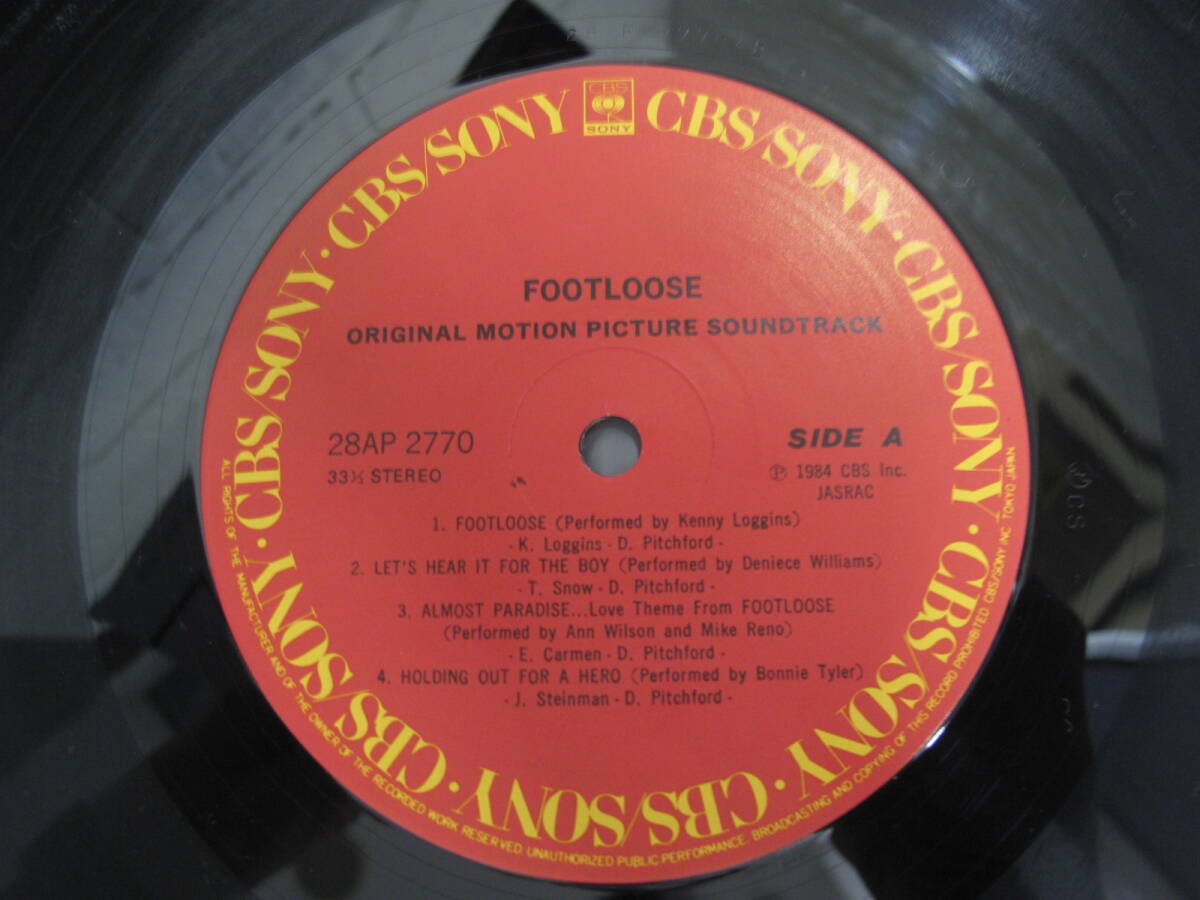 CBS
SONY
CBS/SONY · CBS/SONY · CBS/SONY · CBS/SONY · CBS/SONY · CBS/SONY · CBS/SONY · CBS/SONY · CBS/SONY
FOOTLOOSE
ORIGINAL MOTION PICTURE SOUNDTRACK
28AP 2770
SIDE A
33⅓ STEREO
Ⓟ 1984 CBS Inc.
JASRAC
1. FOOTLOOSE (Performed by Kenny Loggins)
- K. Loggins - D. Pitchford -
2. LET'S HEAR IT FOR THE BOY (Performed by Deniece Williams)
- T. Snow - D. Pitchford -
3. ALMOST PARADISE...Love Theme From FOOTLOOSE
(Performed by Ann Wilson and Mike Reno)
- E. Carmen - D. Pitchford -
4. HOLDING OUT FOR A HERO (Performed by Bonnie Tyler)
- J. Steinman - D. Pitchford -
ALL RIGHTS OF THE MANUFACTURER AND OF THE OWNER OF THE RECORDED WORK RESERVED. UNAUTHORIZED PUBLIC PERFORMANCE, BROADCASTING AND COPYING OF THIS RECORD PROHIBITED. CBS/SONY INC. TOKYO JAPAN